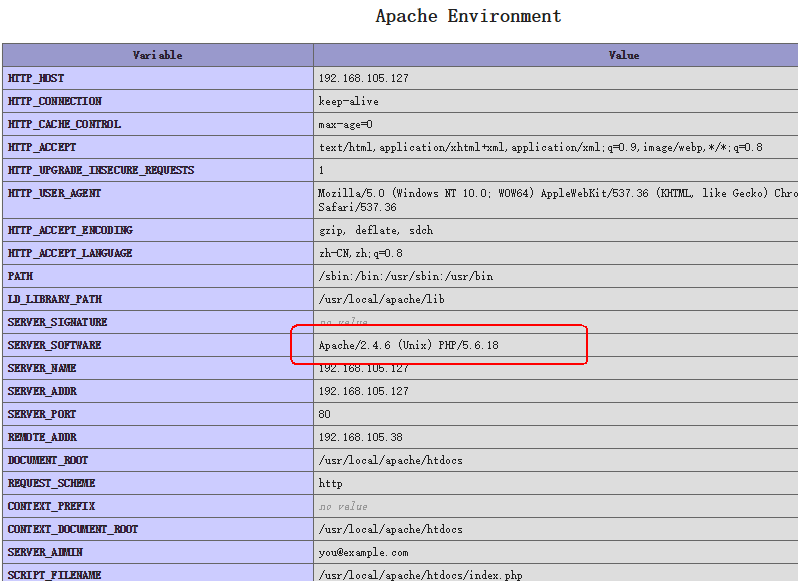 Apache Environment
Variable Value
HTTP_HOST 192.168.105.127
HTTP_CONNECTION keep-alive
HTTP_CACHE_CONTROL max-age=0
HTTP_ACCEPT text/html,application/xhtml+xml,application/xml;q=0.9,image/webp,*/*;q=0.8
HTTP_UPGRADE_INSECURE_REQUESTS 1
HTTP_USER_AGENT Mozilla/5.0 (Windows NT 10.0; WOW64) AppleWebKit/537.36 (KHTML, like Gecko) Chro
Safari/537.36
HTTP_ACCEPT_ENCODING gzip, deflate, sdch
HTTP_ACCEPT_LANGUAGE zh-CN,zh;q=0.8
PATH /sbin:/bin:/usr/sbin:/usr/bin
LD_LIBRARY_PATH /usr/local/apache/lib
SERVER_SIGNATURE no value
SERVER_SOFTWARE Apache/2.4.6 (Unix) PHP/5.6.18
SERVER_NAME 192.168.105.127
SERVER_ADDR 192.168.105.127
SERVER_PORT 80
REMOTE_ADDR 192.168.105.38
DOCUMENT_ROOT /usr/local/apache/htdocs
REQUEST_SCHEME http
CONTEXT_PREFIX no value
CONTEXT_DOCUMENT_ROOT /usr/local/apache/htdocs
SERVER_ADMIN you@example.com
SCRIPT_FILENAME /usr/local/apache/htdocs/index.php